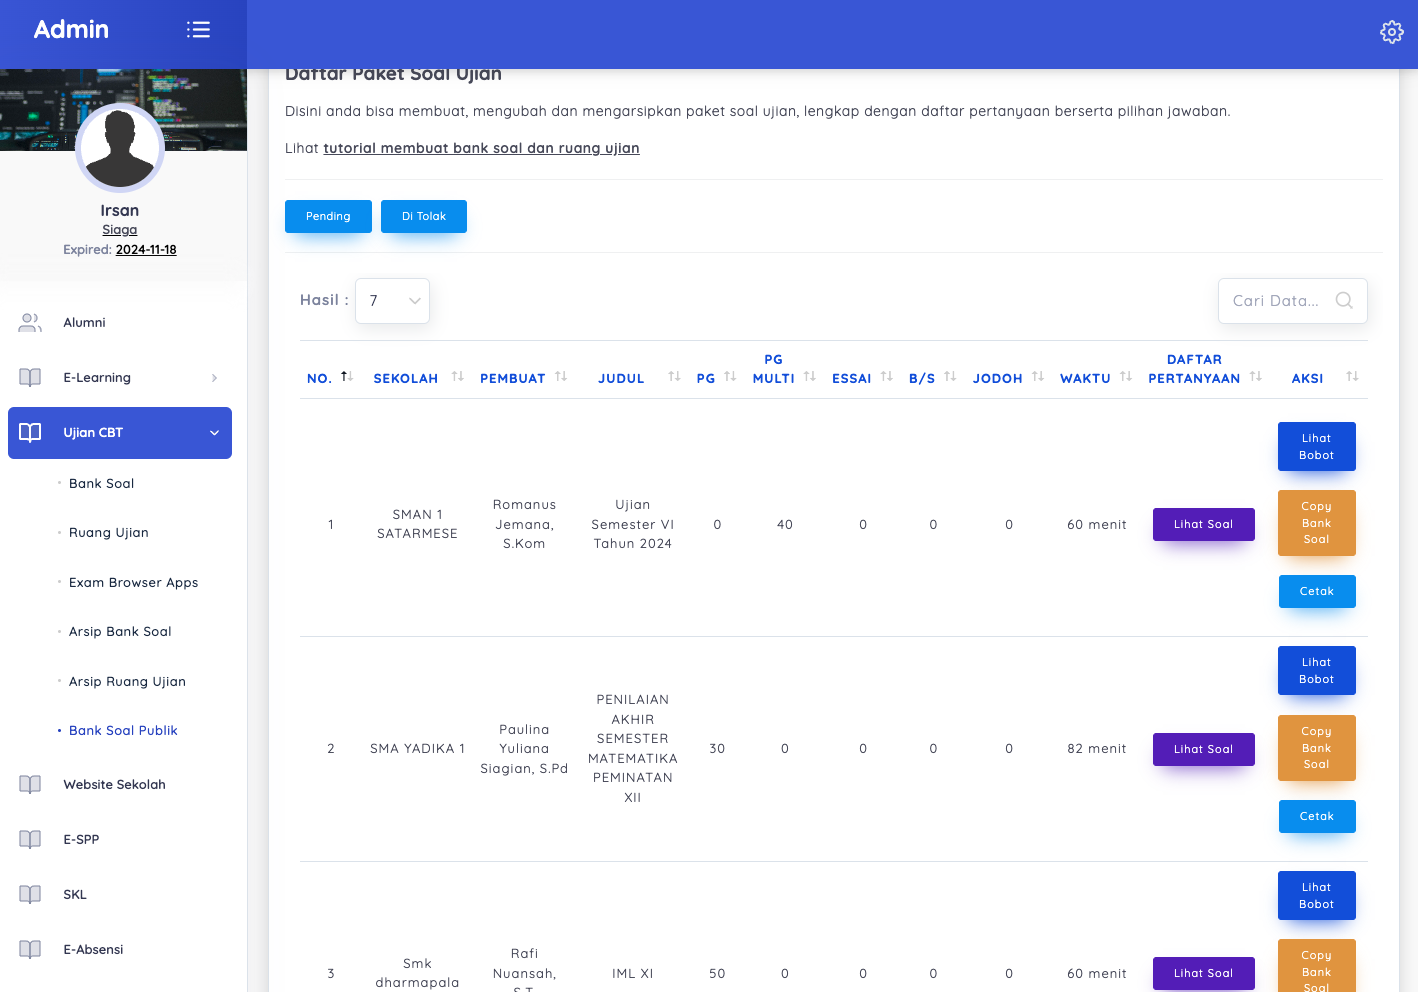 Admin
Irsan
Siaga
Expired: 2024-11-18
Alumni
E-Learning
Ujian CBT
Bank Soal
Ruang Ujian
Exam Browser Apps
Arsip Bank Soal
Arsip Ruang Ujian
Bank Soal Publik
Website Sekolah
E-SPP
SKL
E-Absensi
Daftar Paket Soal Ujian
Disini anda bisa membuat, mengubah dan mengarsipkan paket soal ujian, lengkap dengan daftar pertanyaan berserta pilihan jawaban.
Lihat tutorial membuat bank soal dan ruang ujian
Pending
Di Tolak
Hasil :
7
Cari Data...
NO.
SEKOLAH
PEMBUAT
JUDUL
PG
PG
MULTI
ESSAI
B/S
JODOH
WAKTU
DAFTAR
PERTANYAAN
AKSI
1
SMAN 1
SATARMESE
Romanus
Jemana,
S.Kom
Ujian
Semester VI
Tahun 2024
0
40
0
0
0
60 menit
Lihat Soal
Lihat
Bobot
Copy
Bank
Soal
Cetak
2
SMA YADIKA 1
Paulina
Yuliana
Siagian, S.Pd
PENILAIAN
AKHIR
SEMESTER
MATEMATIKA
PEMINATAN
XII
30
0
0
0
0
82 menit
Lihat Soal
Lihat
Bobot
Copy
Bank
Soal
Cetak
3
Smk
dharmapala
Rafi
Nuansah,
S.T
IML XI
50
0
0
0
0
60 menit
Lihat Soal
Lihat
Bobot
Copy
Bank
Soal